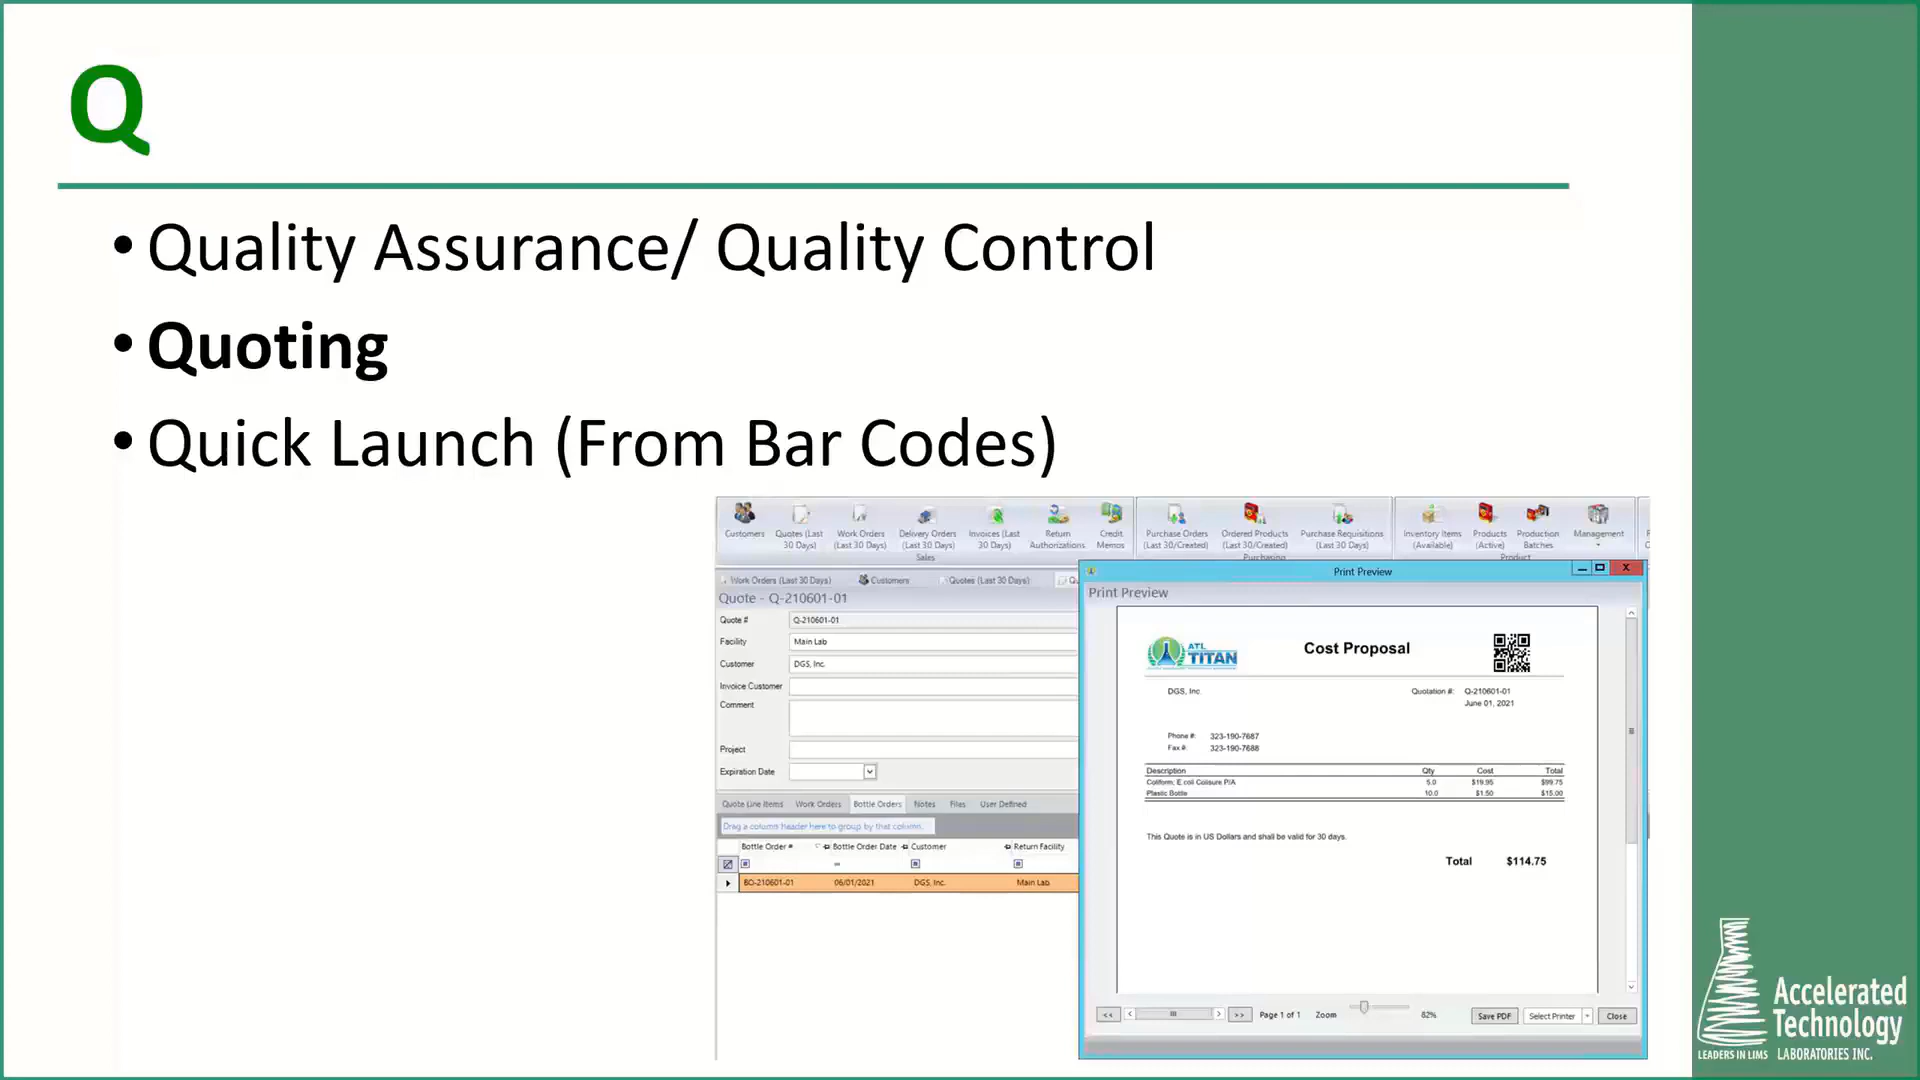 Q
• Quality Assurance/ Quality Control
• Quoting
• Quick Launch (From Bar Codes)
Customers
Quotes (Last 30 Days)
Work Orders (Last 30 Days)
Delivery Orders (Last 30 Days)
Invoices (Last 30 Days)
Return Authorizations
Credit Memos
Sales
Purchase Orders (Last 30/Created)
Ordered Products (Last 30/Created)
Purchase Requisitions (Last 30 Days)
Purchasing
Inventory Items (Available)
Products (Active)
Production Batches
Management
Product
Work Orders (Last 30 Days)
Customers
Quotes (Last 30 Days)
Quote - Q-210601-01
Quote # Q-210601-01
Facility Main Lab
Customer DGS, Inc.
Invoice Customer
Comment
Project
Expiration Date
Quote Line Items Work Orders Bottle Orders Notes Files User Defined
Drag a column header here to group by that column.
Bottle Order # Bottle Order Date Customer Return Facility
BO-210601-01 06/01/2021 DGS, Inc. Main Lab
Print Preview
Print Preview
ATL
TITAN
Cost Proposal
DGS, Inc.
Quotation #: Q-210601-01
June 01, 2021
Phone #: 323-190-7687
Fax #: 323-190-7688
Description Qty Cost Total
Coliform, E.coli Colisure P/A 5.0 $19.95 $99.75
Plastic Bottle 10.0 $1.50 $15.00
This Quote is in US Dollars and shall be valid for 30 days.
Total $114.75
<< < > >> Page 1 of 1 Zoom 82% Save PDF Select Printer Close
Accelerated
Technology
LEADERS IN LIMS LABORATORIES INC.